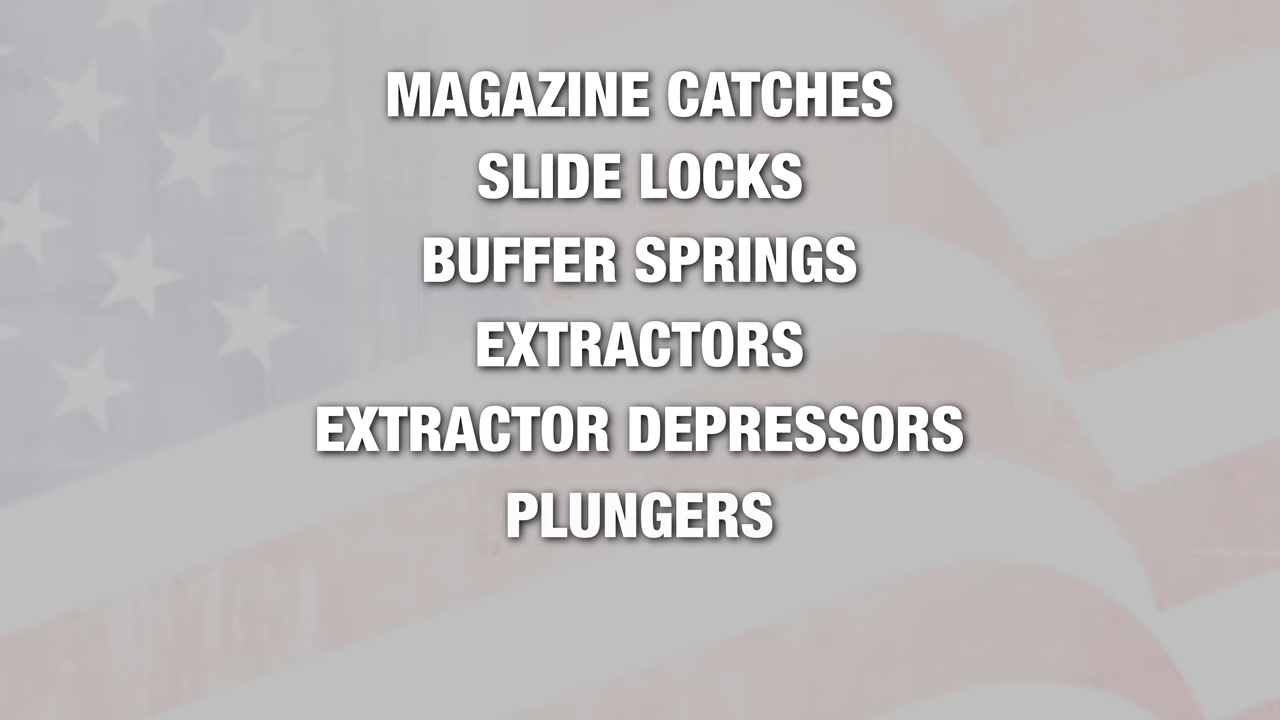 MAGAZINE CATCHES
SLIDE LOCKS
BUFFER SPRINGS
EXTRACTORS
EXTRACTOR DEPRESSORS
PLUNGERS